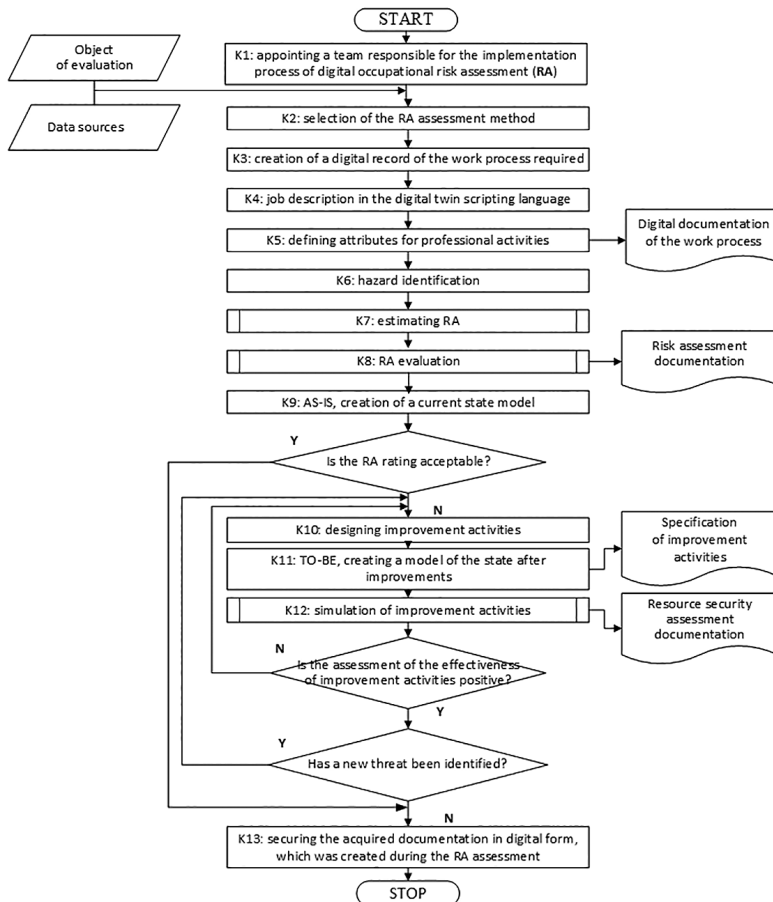 START
Object
of evaluation
K1: appointing a team responsible for the implementation
process of digital occupational risk assessment (RA)
Data sources
K2: selection of the RA assessment method
K3: creation of a digital record of the work process required
K4: job description in the digital twin scripting language
K5: defining attributes for professional activities
Digital documentation
of the work process
K6: hazard identification
K7: estimating RA
K8: RA evaluation
Risk assessment
documentation
K9: AS-IS, creation of a current state model
Y
Is the RA rating acceptable?
N
K10: designing improvement activities
Specification
of improvement
activities
K11: TO-BE, creating a model of the state after
improvements
K12: simulation of improvement activities
Resource security
assessment
documentation
N
Is the assessment of the effectiveness
of improvement activities positive?
Y
Y
Has a new threat been identified?
N
K13: securing the acquired documentation in digital form,
which was created during the RA assessment
STOP